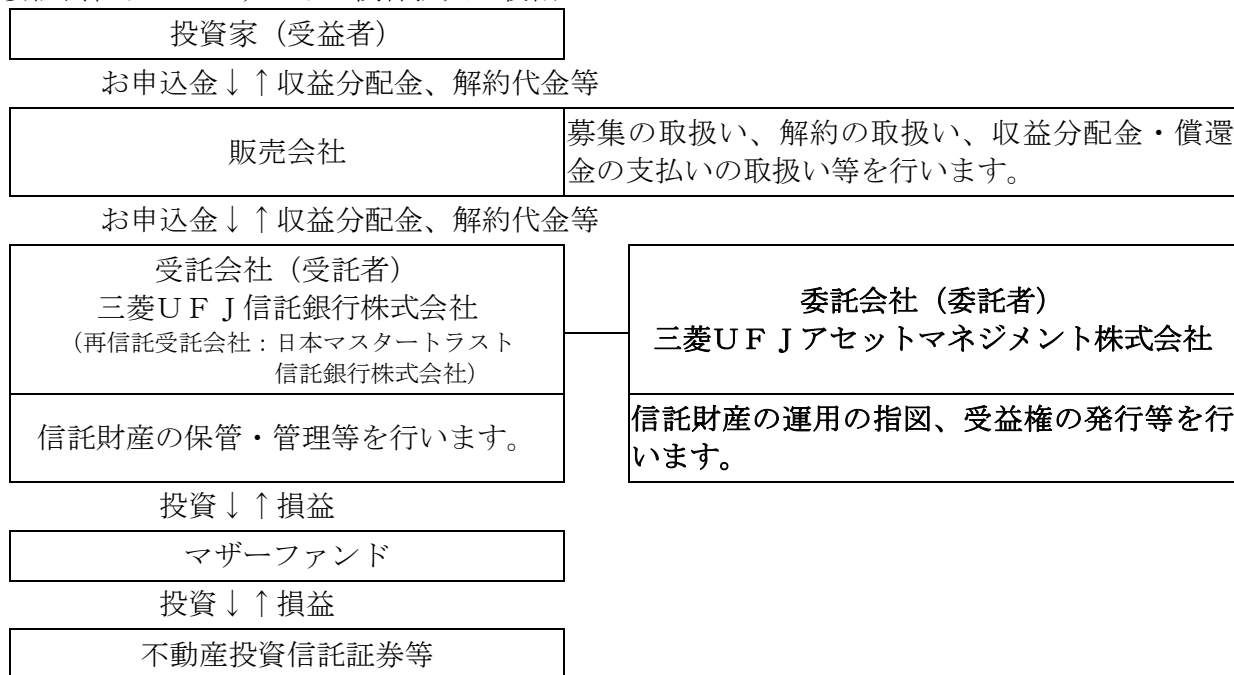 投資家(受益者)
お申込金↓↑収益分配金、解約代金等
販売会社
募集の取扱い、解約の取扱い、収益分配金・償還
金の支払いの取扱い等を行います。
お申込金↓↑収益分配金、解約代金等
受託会社(受託者)
三菱UFJ信託銀行株式会社
(再信託受託会社:日本マスタートラスト
信託銀行株式会社)
委託会社(委託者)
三菱UFJアセットマネジメント株式会社
信託財産の保管・管理等を行います。
信託財産の運用の指図、受益権の発行等を行
います。
投資↓↑損益
マザーファンド
投資↓↑損益
不動産投資信託証券等